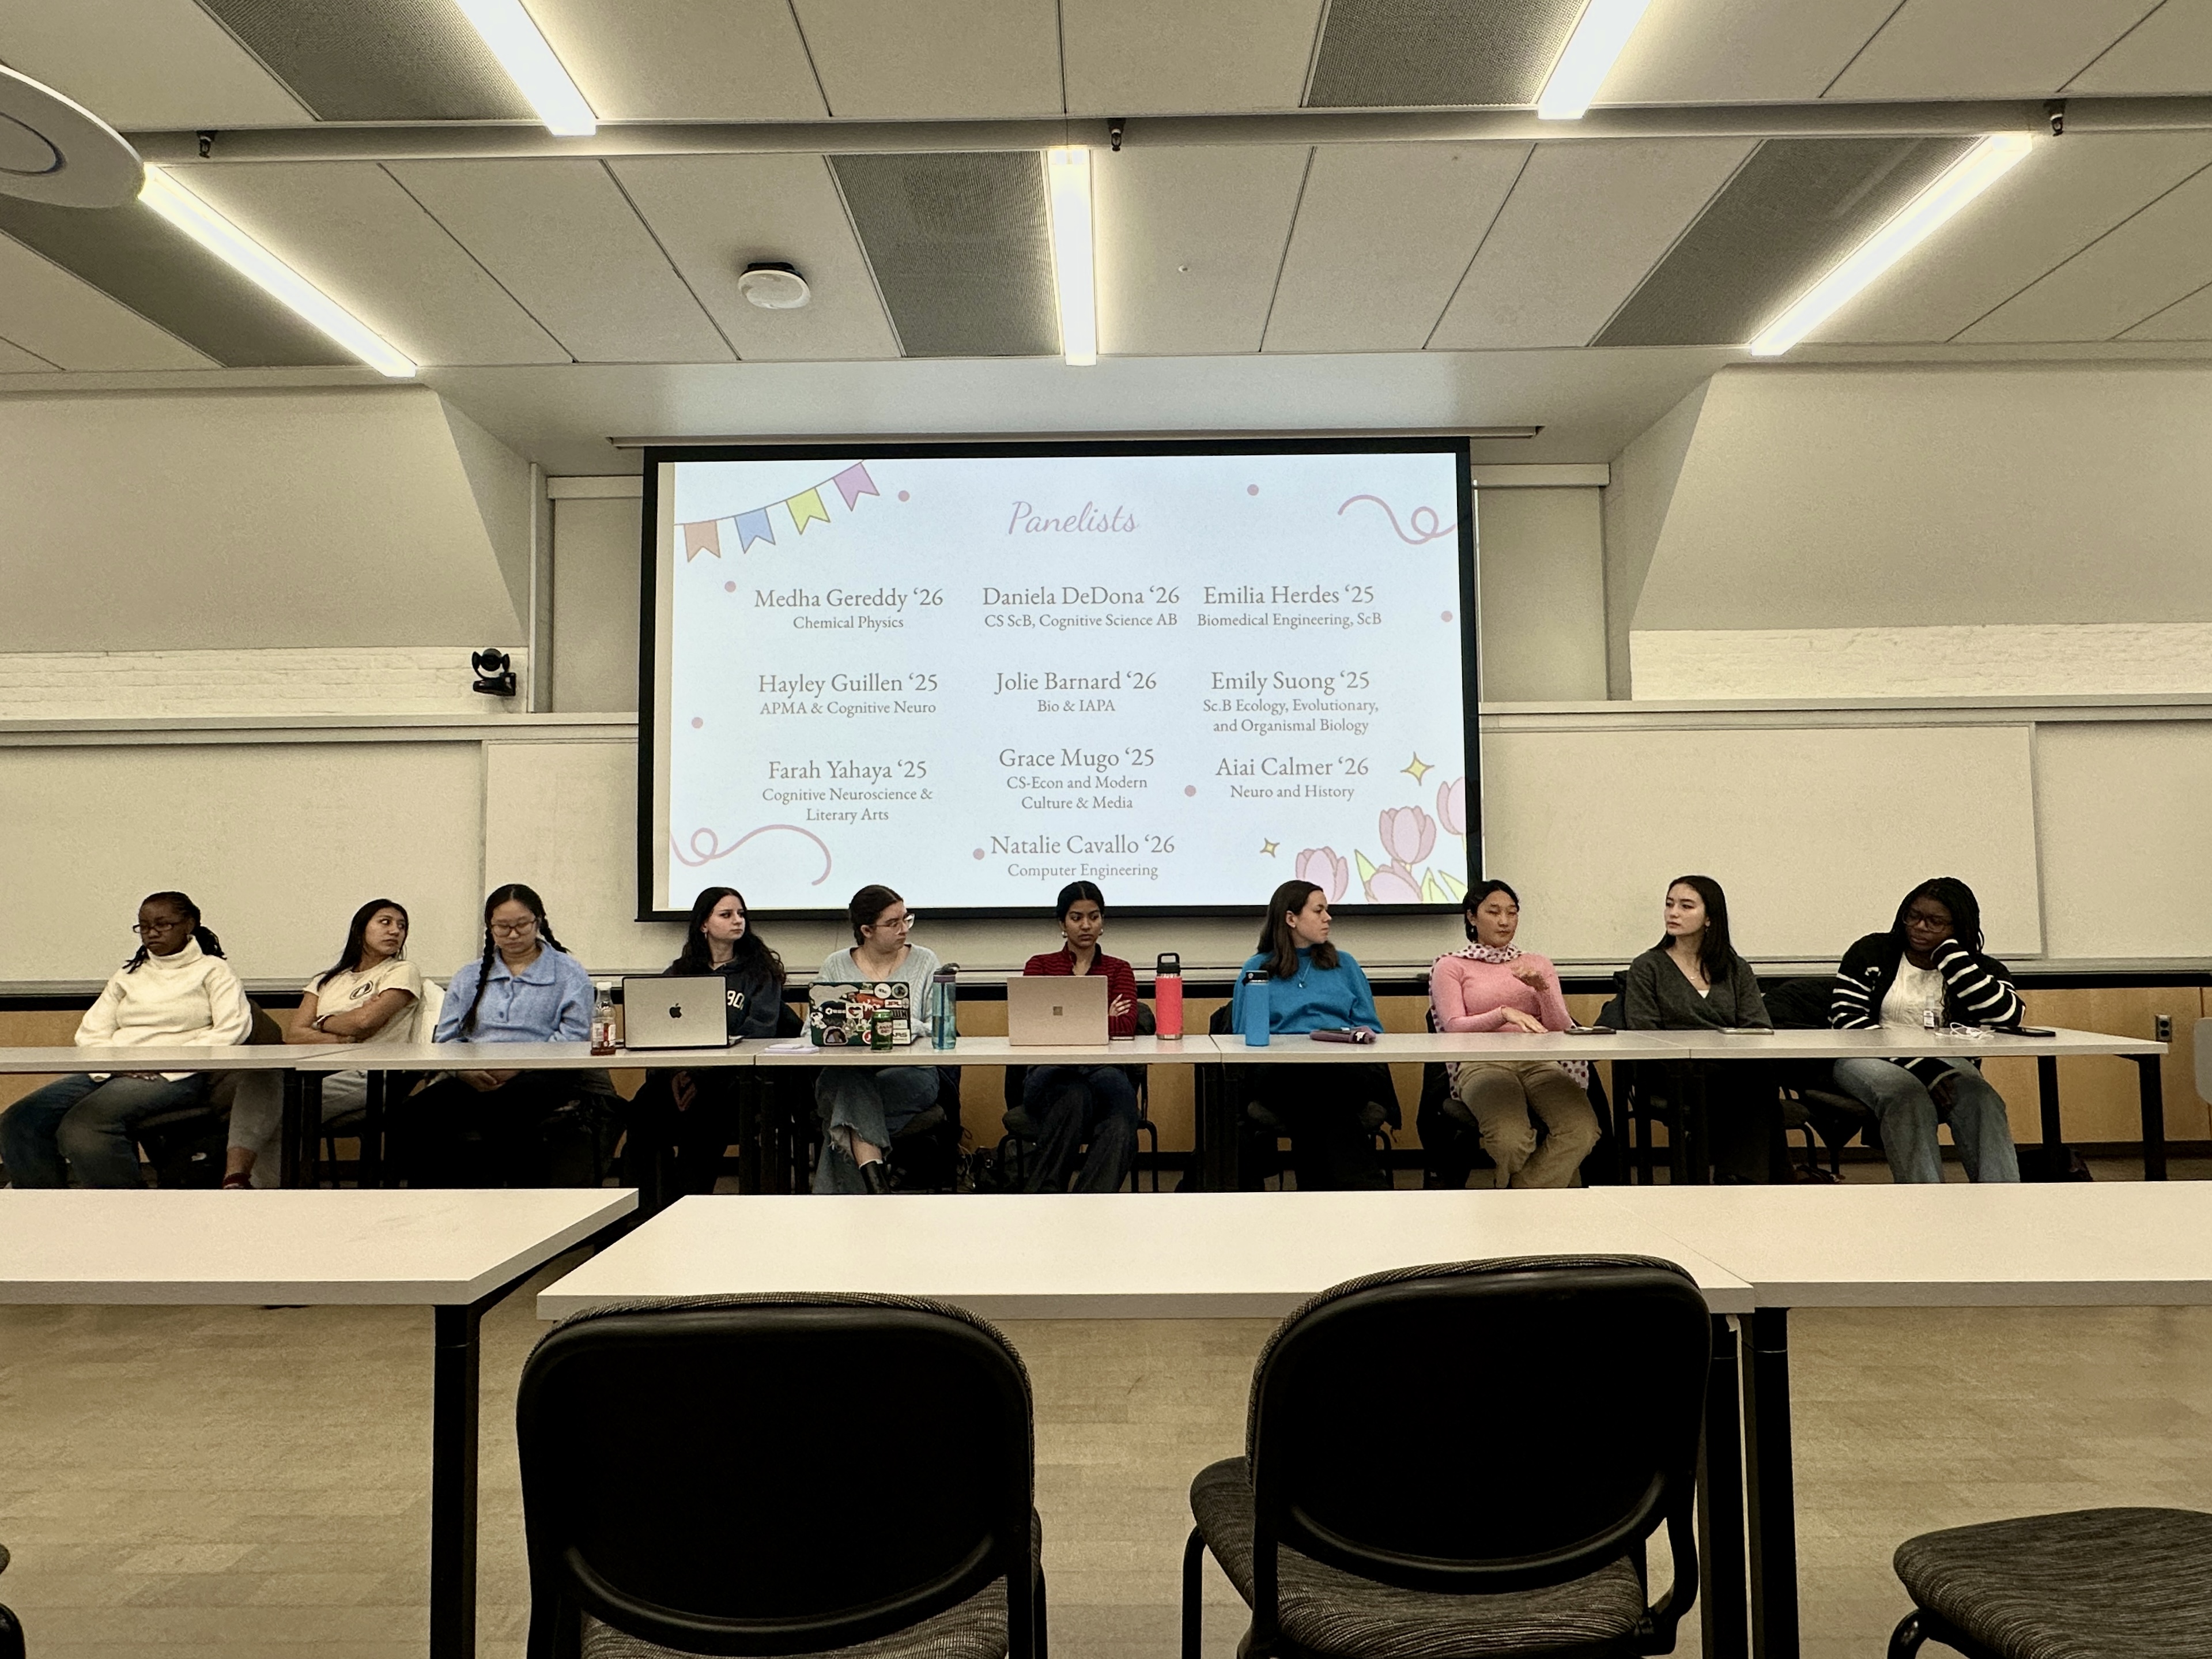 Panelists
Medha Gereddy ‘26
Chemical Physics
Daniela DeDona ‘26
CS ScB, Cognitive Science AB
Emilia Herdes ‘25
Biomedical Engineering, ScB
Hayley Guillen ‘25
APMA & Cognitive Neuro
Jolie Barnard ‘26
Bio & IAPA
Emily Suong ‘25
Sc.B Ecology, Evolutionary,
and Organismal Biology
Farah Yahaya ‘25
Cognitive Neuroscience &
Literary Arts
Grace Mugo ‘25
CS-Econ and Modern
Culture & Media
Aiai Calmer ‘26
Neuro and History
Natalie Cavallo ‘26
Computer Engineering